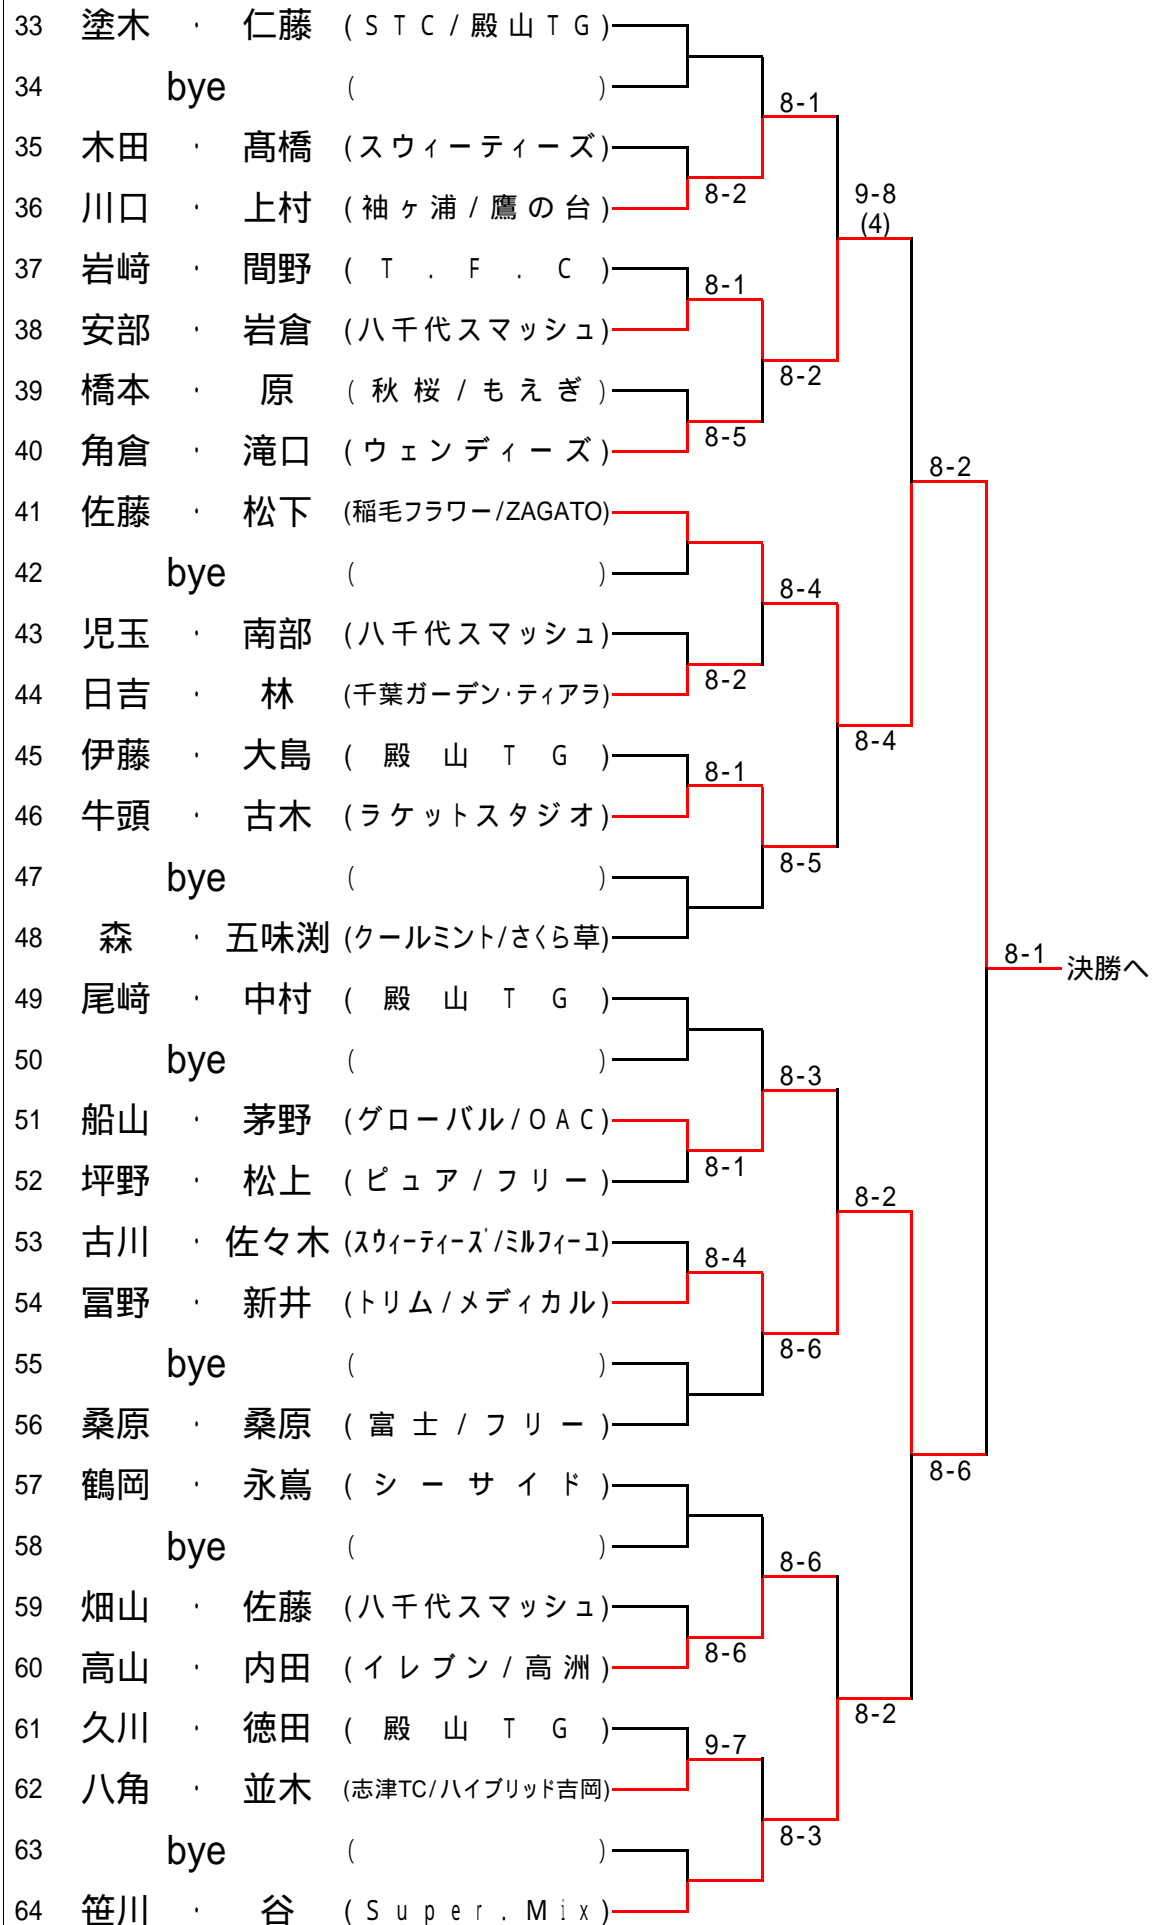 33 塗木 ・ 仁藤 (STC/殿山TG)
34 bye ( )
8-1
35 木田 ・ 髙橋 (スウィーティーズ)
8-2
9-8
(4)
36 川口 ・ 上村 (袖ヶ浦/鷹の台)
37 岩﨑 ・ 間野 (T.F.C)
8-1
38 安部 ・ 岩倉 (八千代スマッシュ)
8-2
39 橋本 ・ 原 (秋桜/もえぎ)
8-5
40 角倉 ・ 滝口 (ウェンディーズ)
8-2
41 佐藤 ・ 松下 (稲毛フラワー/ZAGATO)
42 bye ( )
8-4
43 児玉 ・ 南部 (八千代スマッシュ)
8-2
44 日吉 ・ 林 (千葉ガーデン・ティアラ)
8-4
45 伊藤 ・ 大島 (殿山TG)
8-1
46 牛頭 ・ 古木 (ラケットスタジオ)
8-5
47 bye ( )
48 森 ・ 五味渕 (クールミント/さくら草)
8-1 決勝へ
49 尾﨑 ・ 中村 (殿山TG)
50 bye ( )
8-3
51 船山 ・ 茅野 (グローバル/OAC)
8-1
52 坪野 ・ 松上 (ピュア/フリー)
8-2
53 古川 ・ 佐々木 (スウィーティーズ/ミルフィーユ)
8-4
54 冨野 ・ 新井 (トリム/メディカル)
8-6
55 bye ( )
56 桑原 ・ 桑原 (富士/フリー)
8-6
57 鶴岡 ・ 永嶌 (シーサイド)
58 bye ( )
8-6
59 畑山 ・ 佐藤 (八千代スマッシュ)
8-6
60 高山 ・ 内田 (イレブン/高洲)
8-2
61 久川 ・ 徳田 (殿山TG)
9-7
62 八角 ・ 並木 (志津TC/ハイブリッド吉岡)
8-3
63 bye ( )
64 笹川 ・ 谷 (Super.Mix)